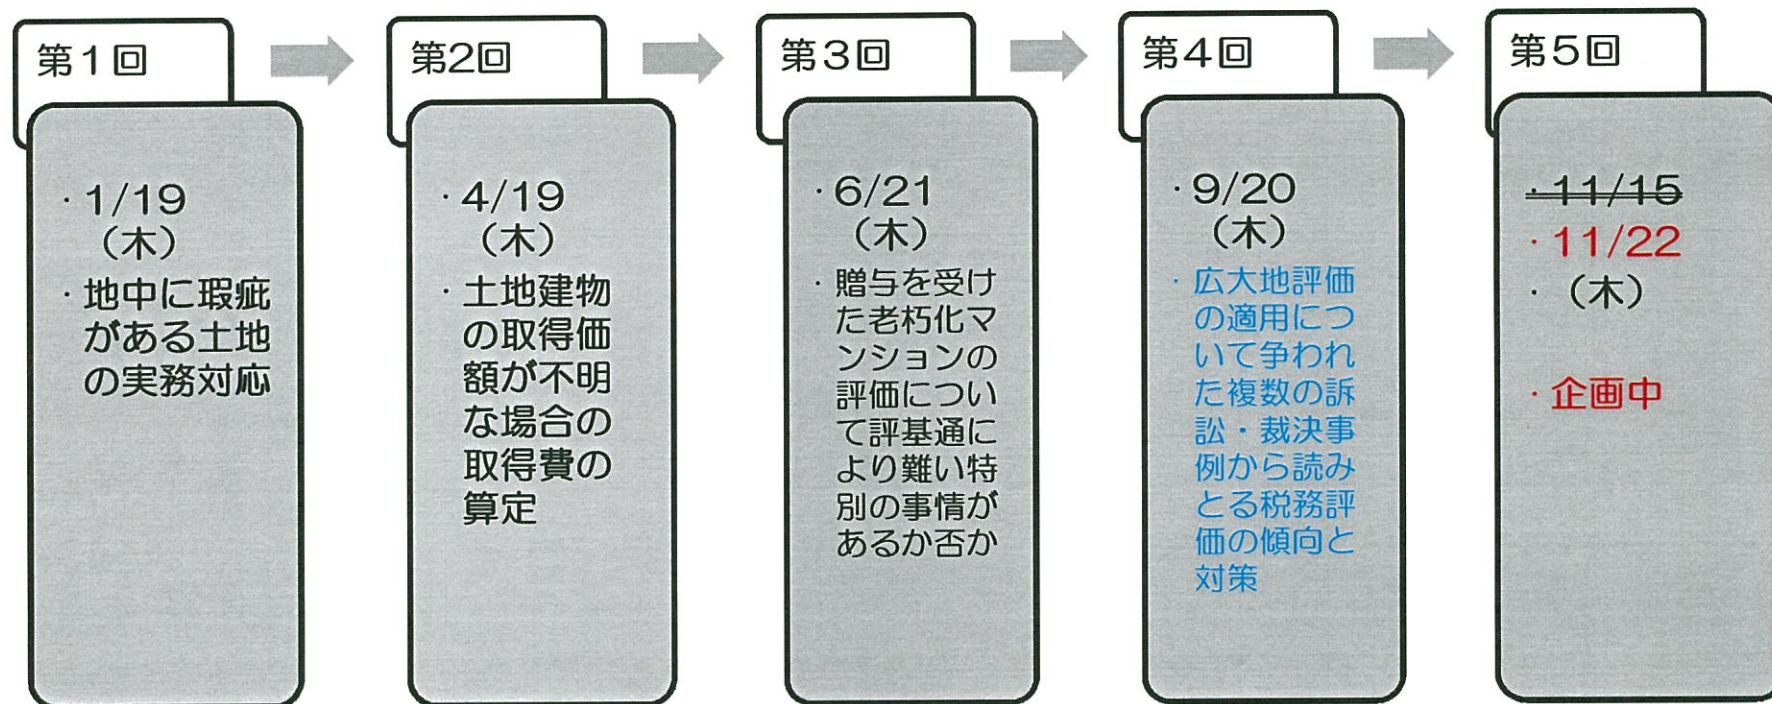 第1回
・1/19
（木）
・地中に瑕疵
がある土地
の実務対応
第2回
・4/19
（木）
・土地建物
の取得価
額が不明
な場合の
取得費の
算定
第3回
・6/21
（木）
・贈与を受け
た老朽化マ
ンションの
評価につい
て評基通に
より難い特
別の事情が
あるか否か
第4回
・9/20
（木）
・広大地評価
の適用につ
いて争われ
た複数の訴
訟・裁決事
例から読み
とる税務評
価の傾向と
対策
第5回
・11/15
・11/22
・（木）
・企画中